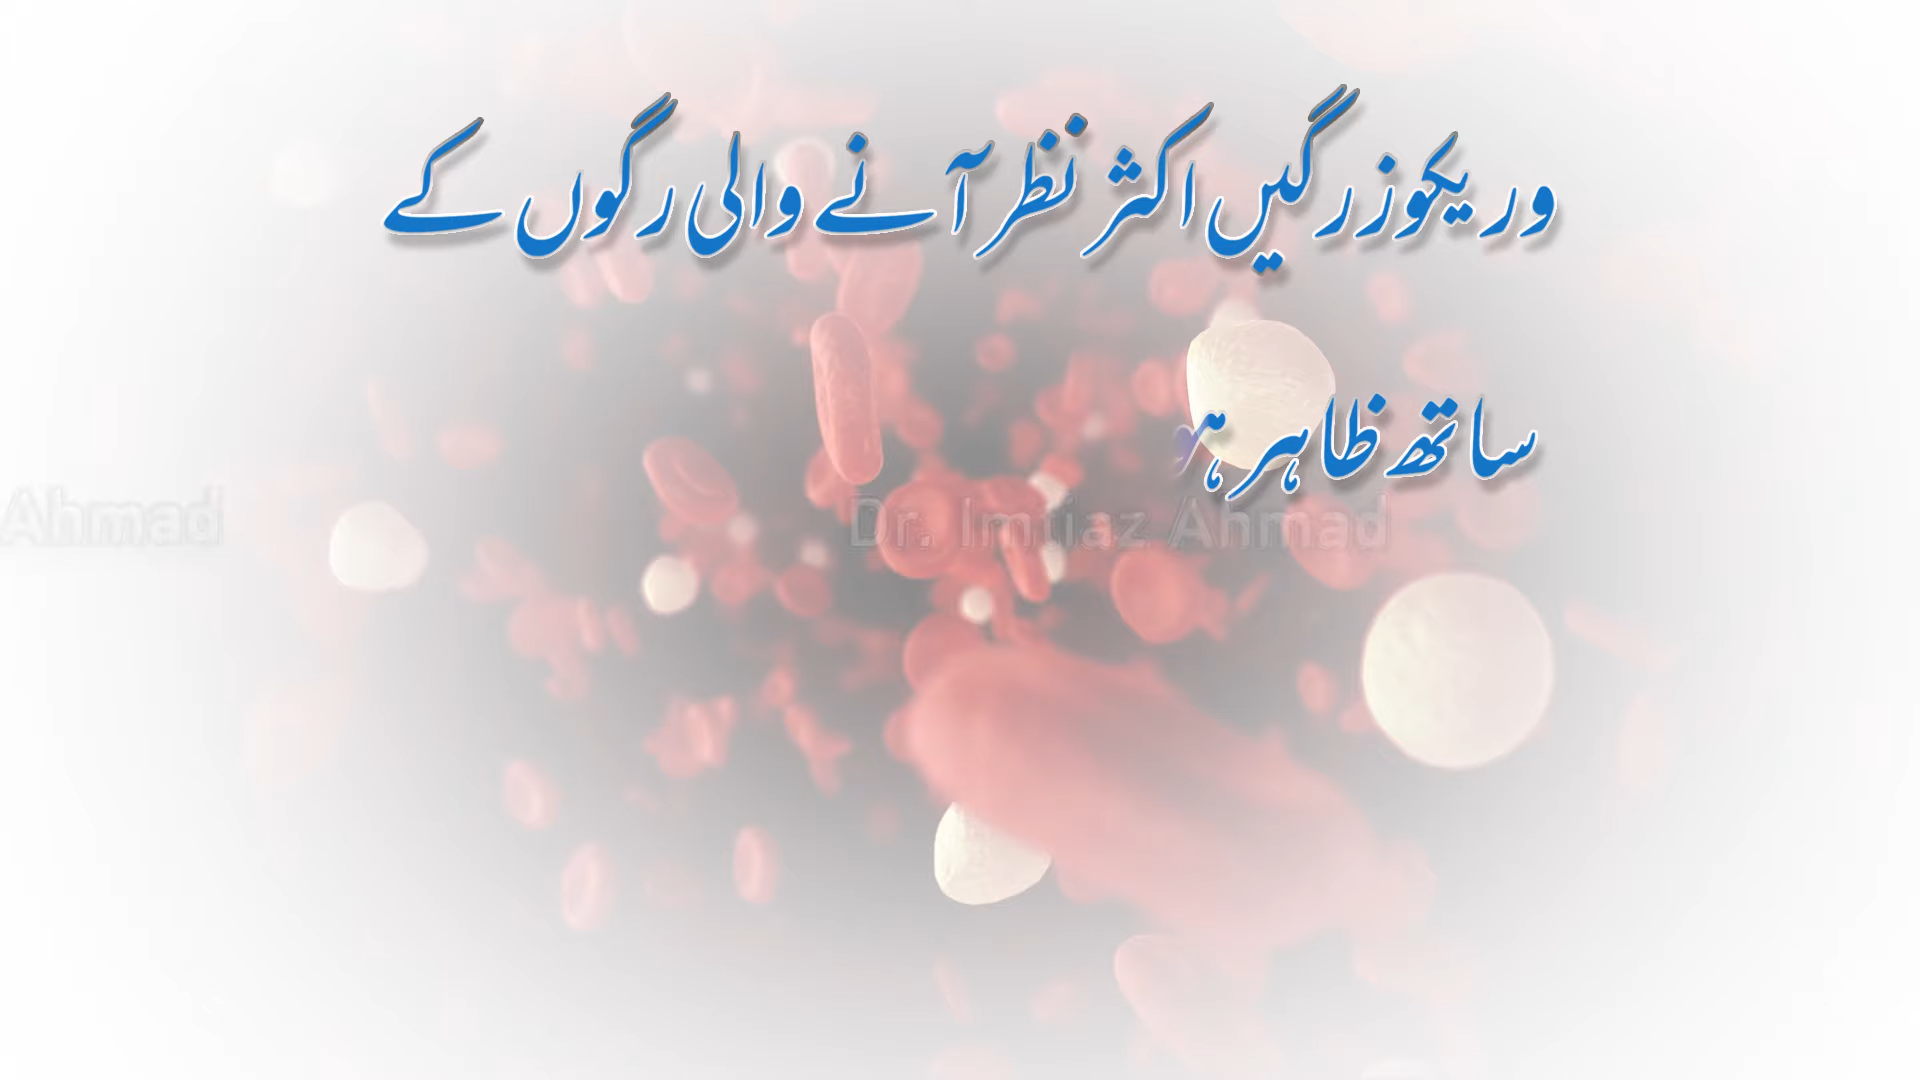 وریکوز رگیں اکثر نظر آنے والی رگوں کے
ساتھ ظاہر
Ahmad
Dr. Imtiaz Ahmad